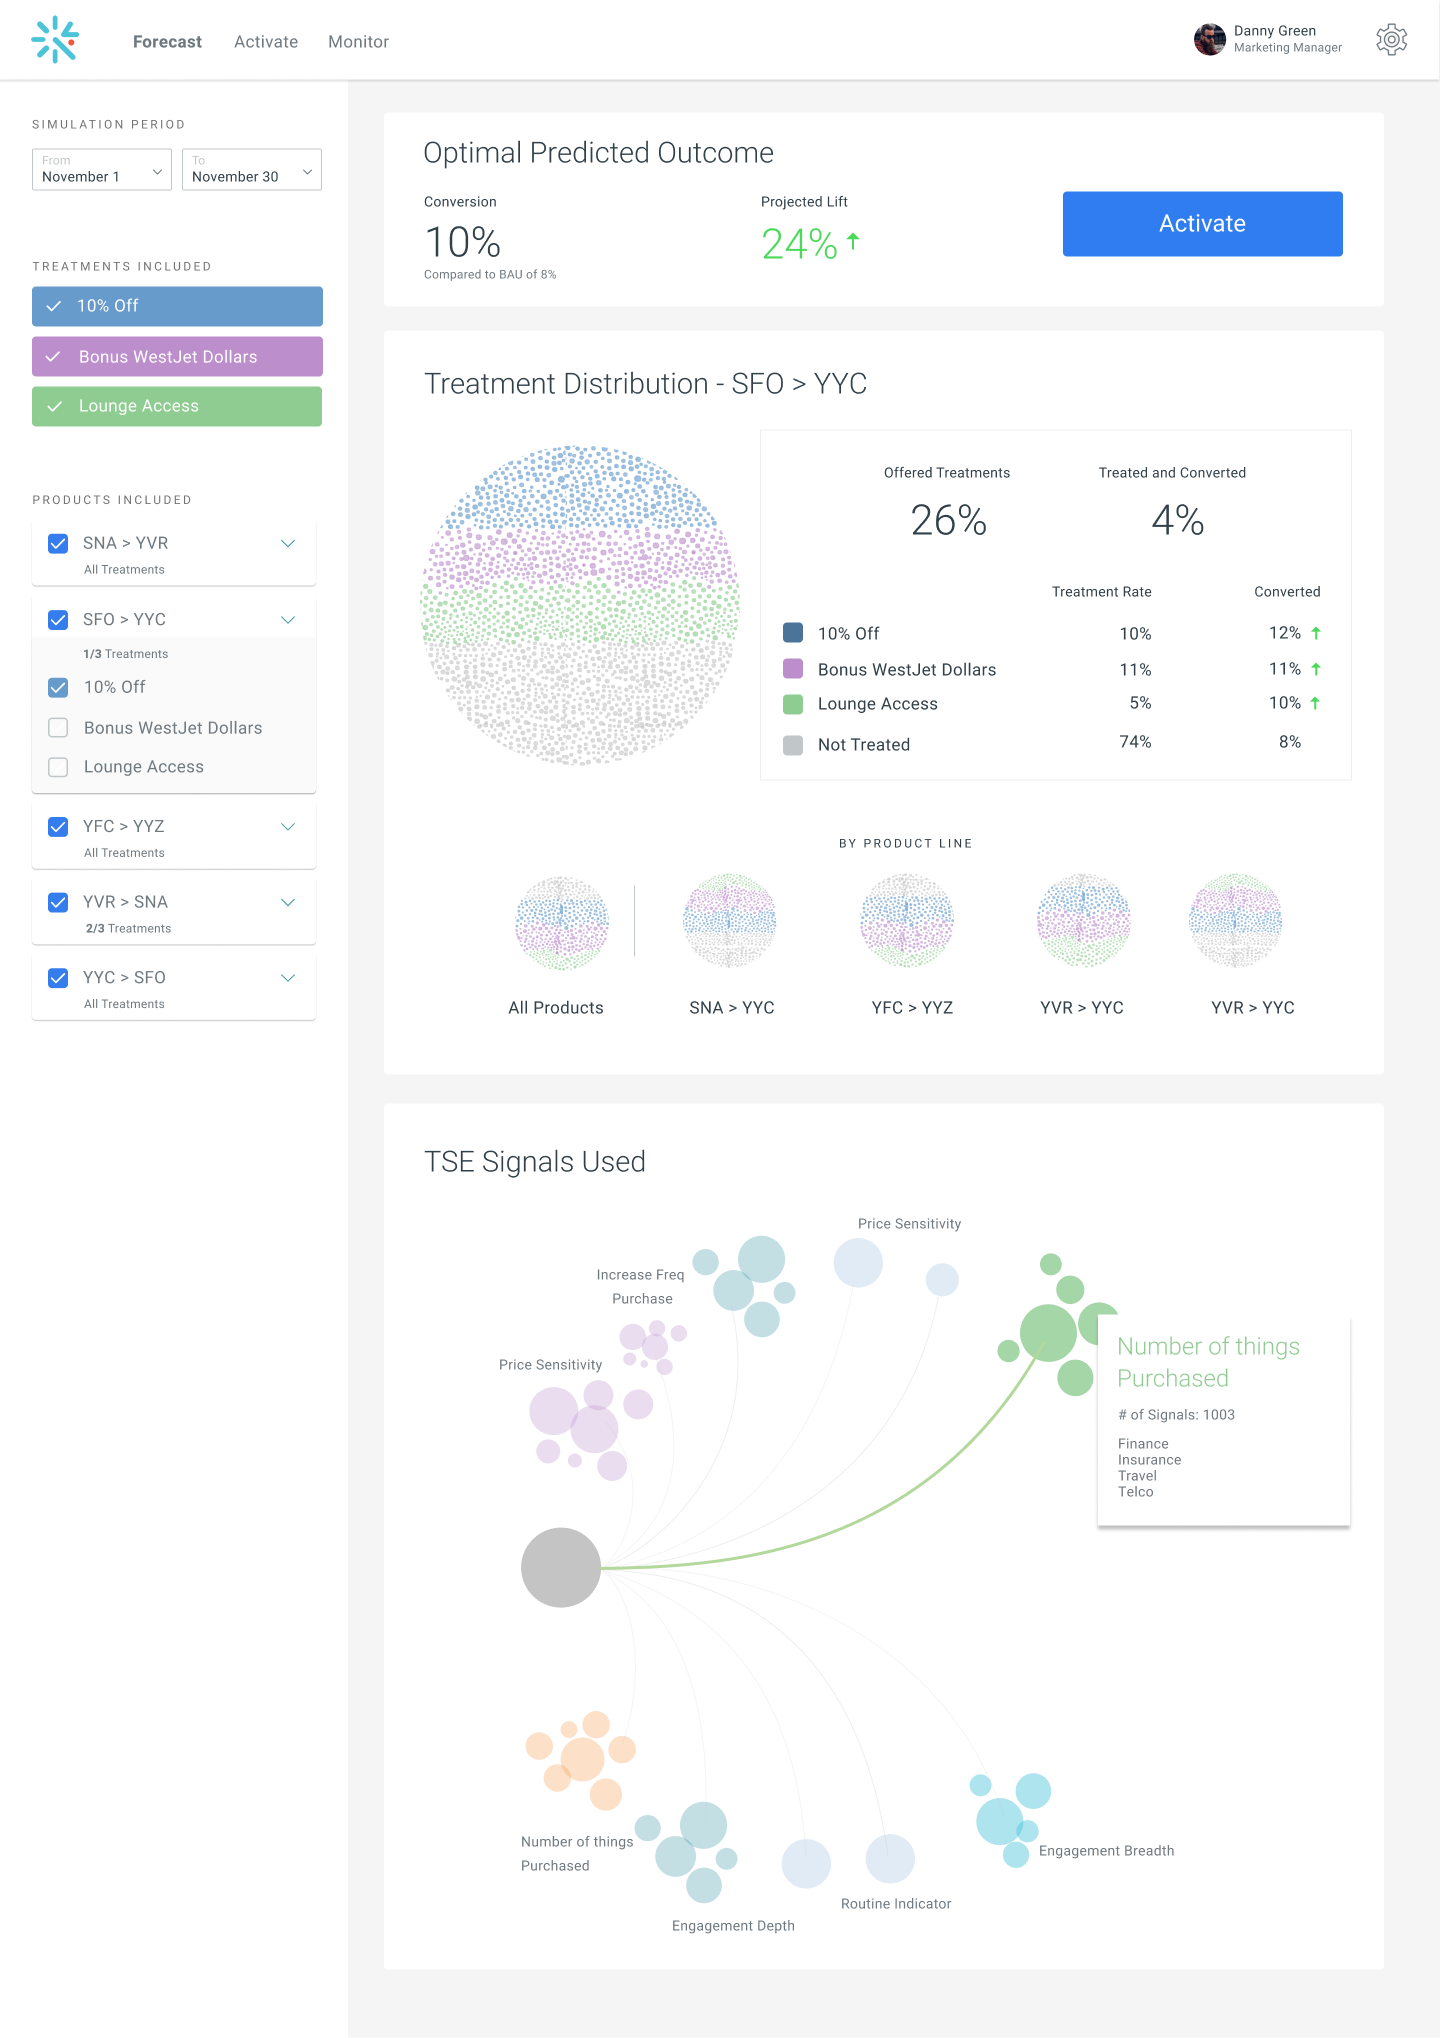 Forecast
Activate
Monitor
Danny Green
Marketing Manager
SIMULATION PERIOD
From
November 1
To
November 30
TREATMENTS INCLUDED
10% Off
Bonus WestJet Dollars
Lounge Access
PRODUCTS INCLUDED
SNA > YVR
All Treatments
SFO > YYC
1/3 Treatments
10% Off
Bonus WestJet Dollars
Lounge Access
YFC > YYZ
All Treatments
YVR > SNA
2/3 Treatments
YYC > SFO
All Treatments
Optimal Predicted Outcome
Conversion
10%
Compared to BAU of 8%
Projected Lift
24%
Activate
Treatment Distribution - SFO > YYC
Offered Treatments
26%
Treated and Converted
4%
Treatment Rate Converted
10% Off 10% 12%
Bonus WestJet Dollars 11% 11%
Lounge Access 5% 10%
Not Treated 74% 8%
BY PRODUCT LINE
All Products
SNA > YYC
YFC > YYZ
YVR > YYC
YVR > YYC
TSE Signals Used
Price Sensitivity
Increase Freq
Purchase
Price Sensitivity
Number of things
Purchased
# of Signals: 1003
Finance
Insurance
Travel
Telco
Number of things
Purchased
Engagement Breadth
Routine Indicator
Engagement Depth